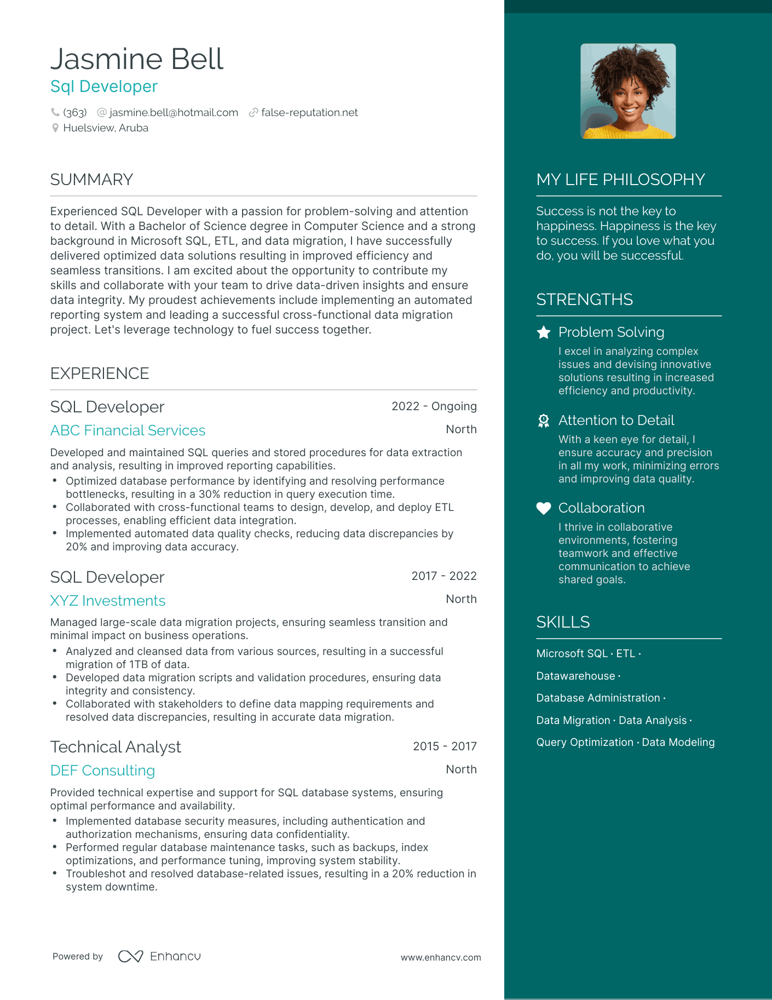 Jasmine Bell
Sql Developer
(363) @ jasmine.bell@hotmail.com false-reputation.net
Huelsview, Aruba
SUMMARY
Experienced SQL Developer with a passion for problem-solving and attention
to detail. With a Bachelor of Science degree in Computer Science and a strong
background in Microsoft SQL, ETL, and data migration, I have successfully
delivered optimized data solutions resulting in improved efficiency and
seamless transitions. I am excited about the opportunity to contribute my
skills and collaborate with your team to drive data-driven insights and ensure
data integrity. My proudest achievements include implementing an automated
reporting system and leading a successful cross-functional data migration
project. Let's leverage technology to fuel success together.
EXPERIENCE
SQL Developer 2022 - Ongoing
ABC Financial Services North
Developed and maintained SQL queries and stored procedures for data extraction
and analysis, resulting in improved reporting capabilities.
• Optimized database performance by identifying and resolving performance
bottlenecks, resulting in a 30% reduction in query execution time.
• Collaborated with cross-functional teams to design, develop, and deploy ETL
processes, enabling efficient data integration.
• Implemented automated data quality checks, reducing data discrepancies by
20% and improving data accuracy.
SQL Developer 2017 - 2022
XYZ Investments North
Managed large-scale data migration projects, ensuring seamless transition and
minimal impact on business operations.
• Analyzed and cleansed data from various sources, resulting in a successful
migration of 1TB of data.
• Developed data migration scripts and validation procedures, ensuring data
integrity and consistency.
• Collaborated with stakeholders to define data mapping requirements and
resolved data discrepancies, resulting in accurate data migration.
Technical Analyst 2015 - 2017
DEF Consulting North
Provided technical expertise and support for SQL database systems, ensuring
optimal performance and availability.
• Implemented database security measures, including authentication and
authorization mechanisms, ensuring data confidentiality.
• Performed regular database maintenance tasks, such as backups, index
optimizations, and performance tuning, improving system stability.
• Troubleshot and resolved database-related issues, resulting in a 20% reduction in
system downtime.
MY LIFE PHILOSOPHY
Success is not the key to
happiness. Happiness is the key
to success. If you love what you
do, you will be successful.
STRENGTHS
Problem Solving
I excel in analyzing complex
issues and devising innovative
solutions resulting in increased
efficiency and productivity.
Attention to Detail
With a keen eye for detail, I
ensure accuracy and precision
in all my work, minimizing errors
and improving data quality.
Collaboration
I thrive in collaborative
environments, fostering
teamwork and effective
communication to achieve
shared goals.
SKILLS
Microsoft SQL · ETL ·
Datawarehouse ·
Database Administration ·
Data Migration · Data Analysis ·
Query Optimization · Data Modeling
Powered by Enhancv www.enhancv.com